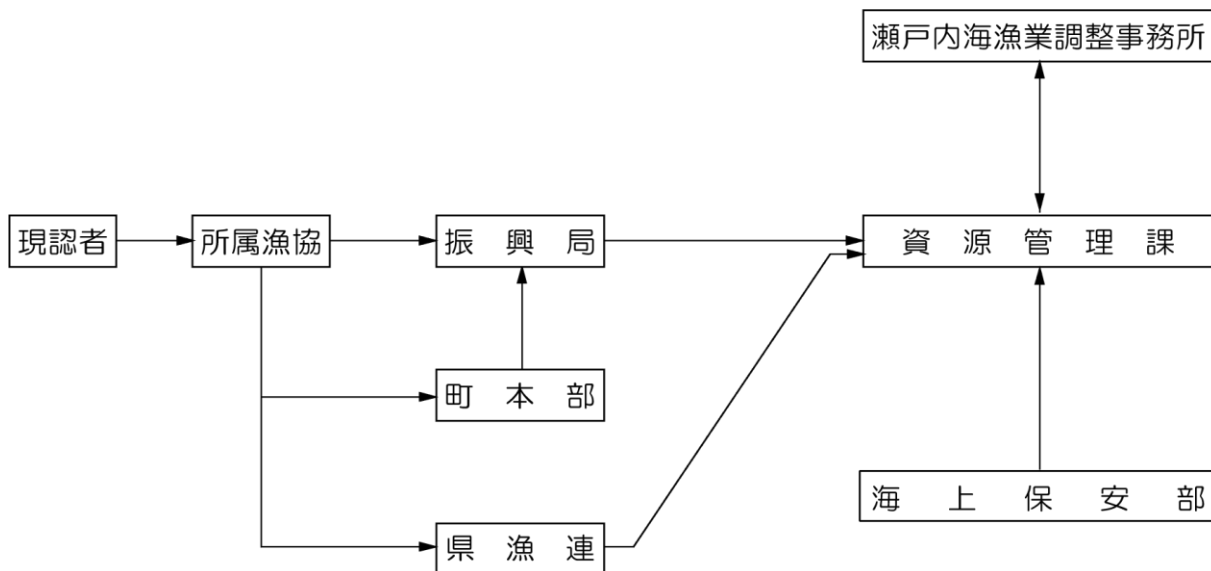 瀬戸内海漁業調整事務所
現認者
所属漁協
振興局
資源管理課
町本部
海上保安部
県漁連